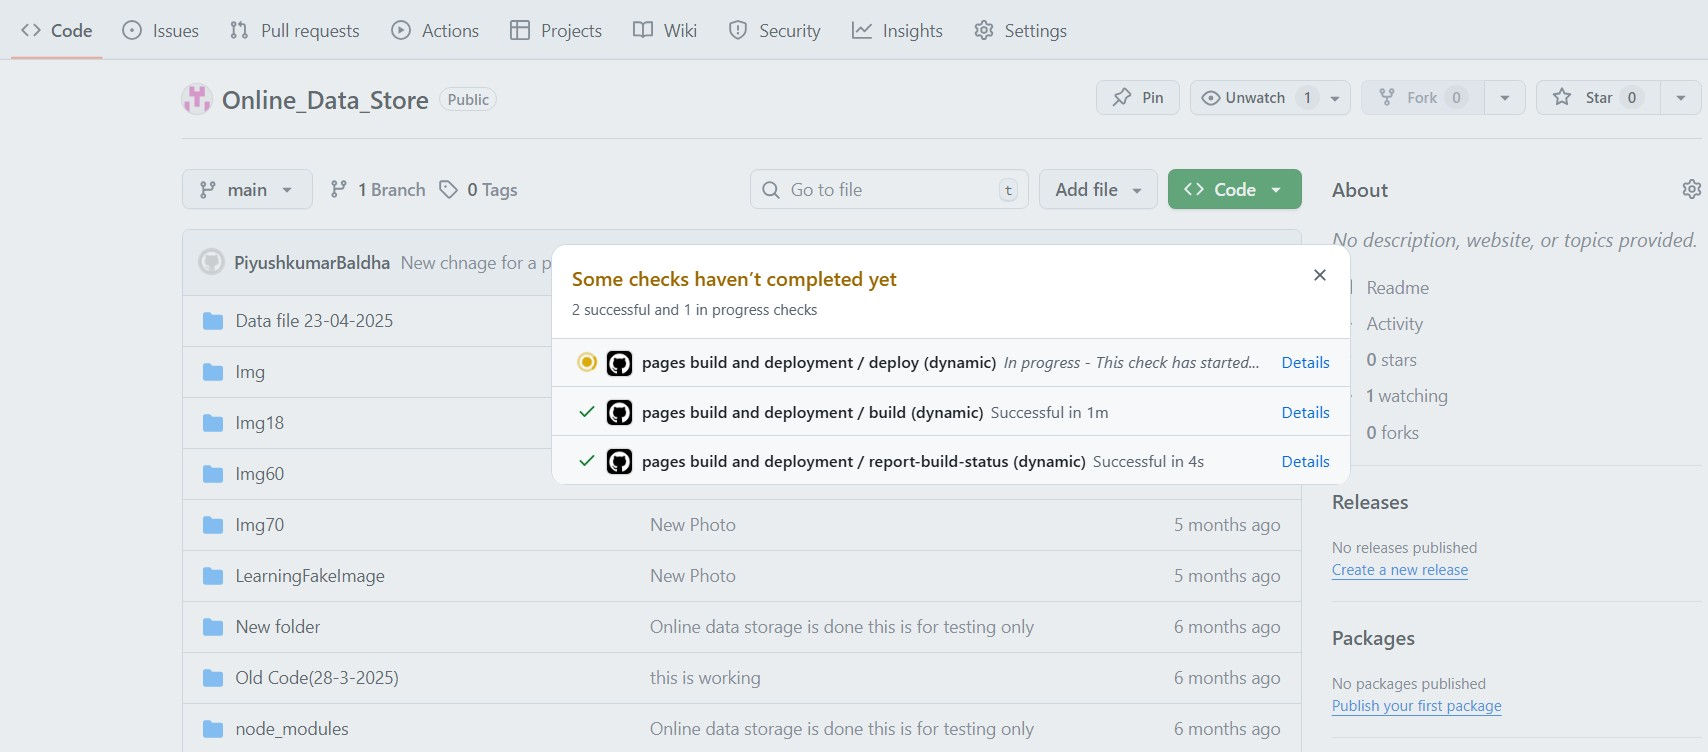 Code Issues Pull requests Actions Projects Wiki Security Insights Settings
Online_Data_Store Public Pin Unwatch 1 Fork 0 Star 0
main 1 Branch 0 Tags Go to file t Add file Code
About
No description, website, or topics provided.
Readme
Activity
0 stars
1 watching
0 forks
Releases
No releases published
Create a new release
Packages
No packages published
Publish your first package
PiyushkumarBaldha New chnage for a p
Some checks haven't completed yet
2 successful and 1 in progress checks
pages build and deployment / deploy (dynamic) In progress - This check has started... Details
pages build and deployment / build (dynamic) Successful in 1m Details
pages build and deployment / report-build-status (dynamic) Successful in 4s Details
Data file 23-04-2025
Img
Img18
Img60
Img70 New Photo 5 months ago
LearningFakeImage New Photo 5 months ago
New folder Online data storage is done this is for testing only 6 months ago
Old Code(28-3-2025) this is working 6 months ago
node_modules Online data storage is done this is for testing only 6 months ago